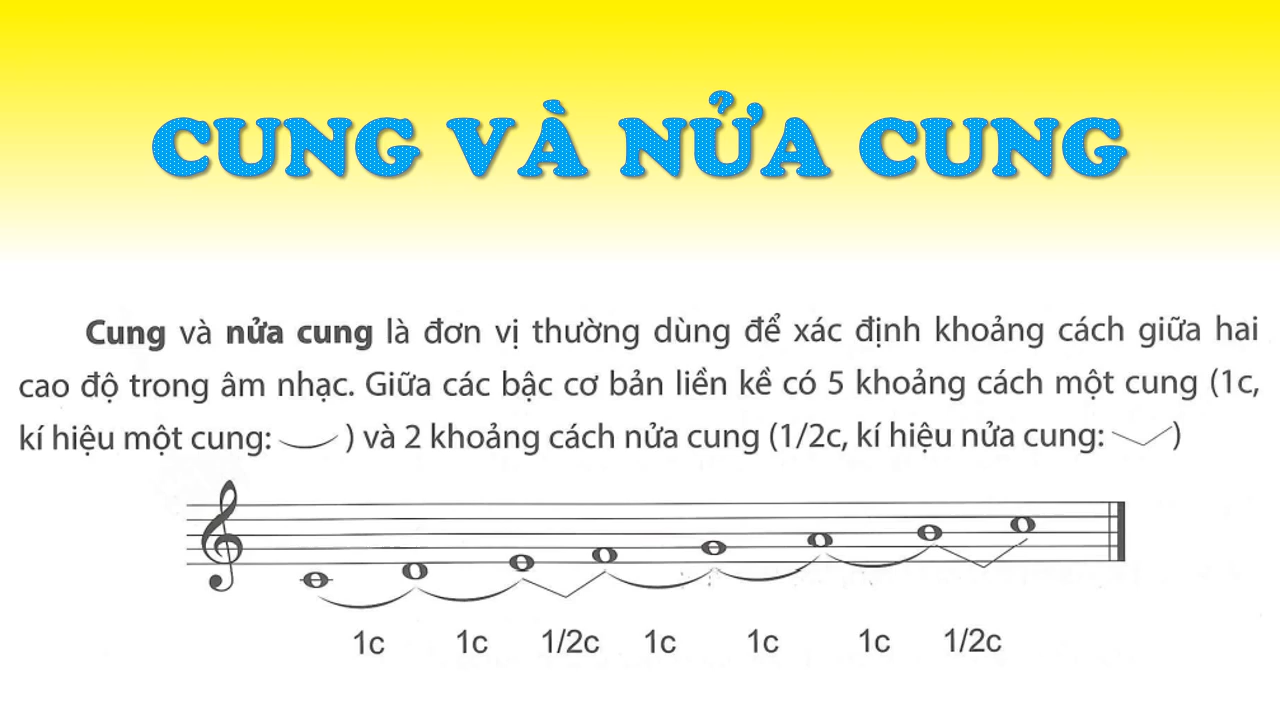 CUNG VÀ NỬA CUNG
Cung và nửa cung là đơn vị thường dùng để xác định khoảng cách giữa hai
cao độ trong âm nhạc. Giữa các bậc cơ bản liền kề có 5 khoảng cách một cung (1c,
kí hiệu một cung: ) và 2 khoảng cách nửa cung (1/2c, kí hiệu nửa cung: )
1c 1c 1/2c 1c 1c 1c 1/2c